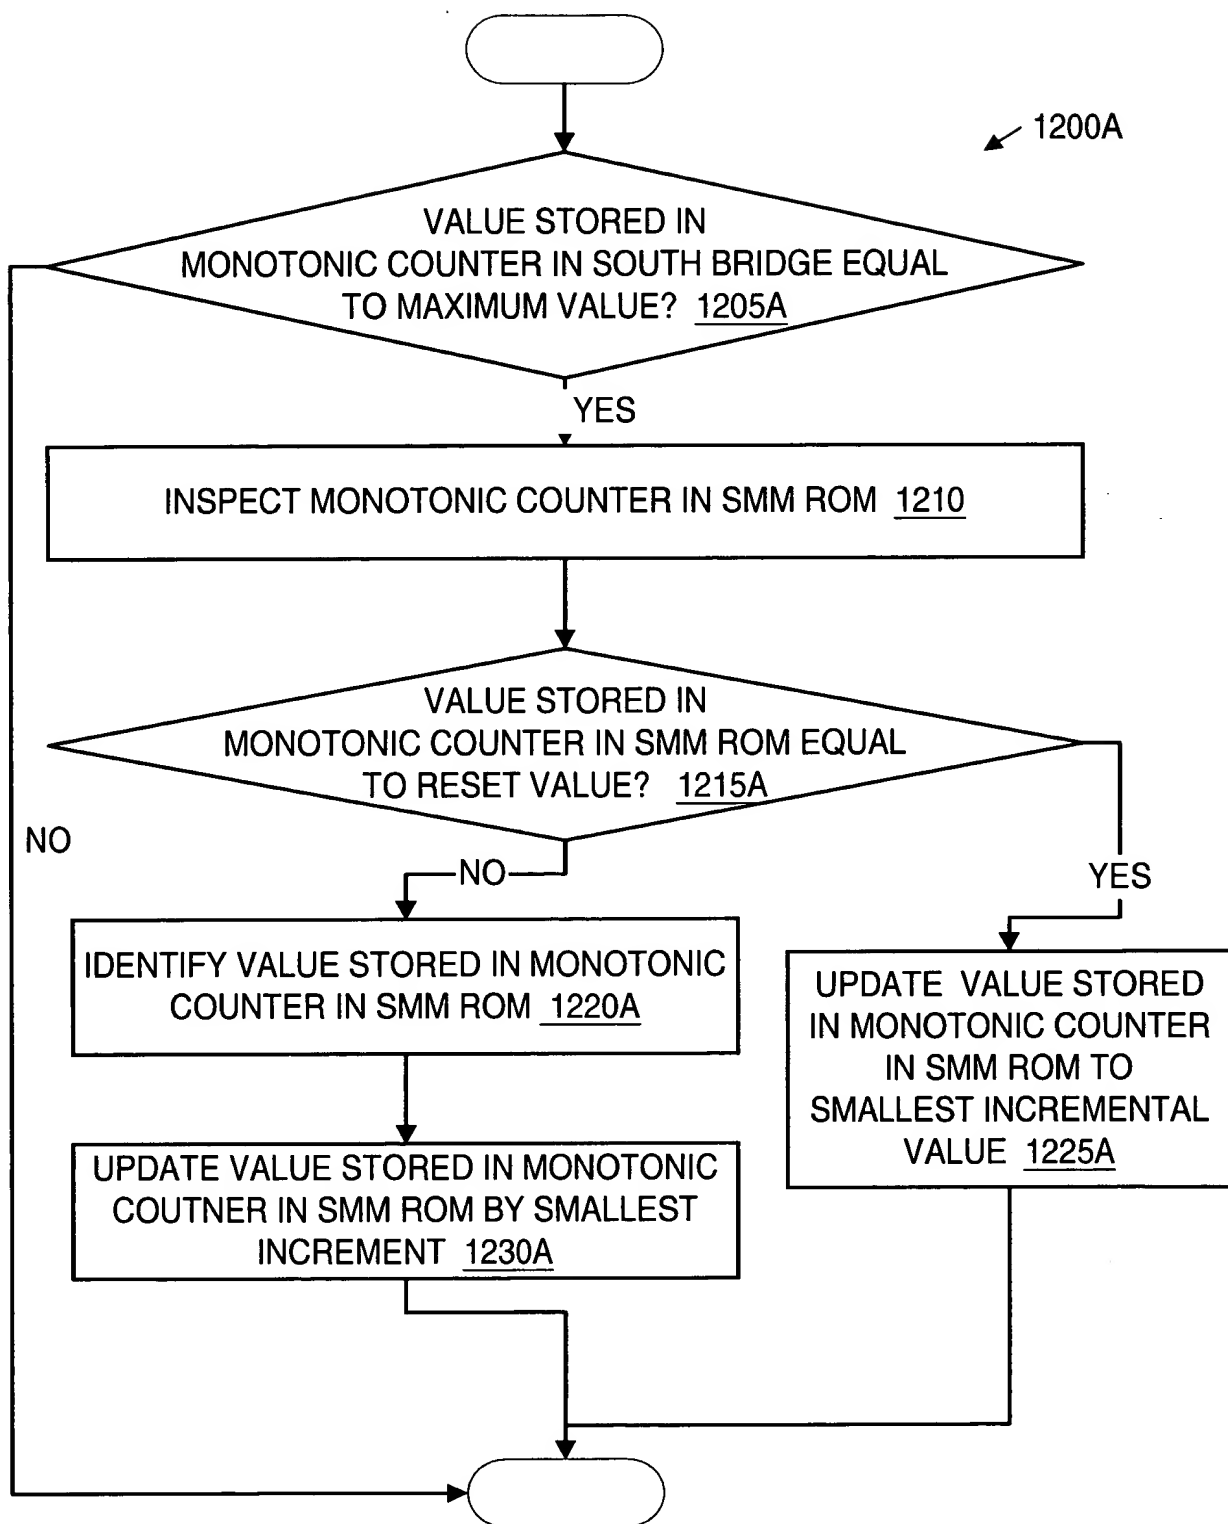 1200A
VALUE STORED IN
MONOTONIC COUNTER IN SOUTH BRIDGE EQUAL
TO MAXIMUM VALUE? 1205A
YES
INSPECT MONOTONIC COUNTER IN SMM ROM 1210
VALUE STORED IN
MONOTONIC COUNTER IN SMM ROM EQUAL
TO RESET VALUE? 1215A
NO
NO
YES
IDENTIFY VALUE STORED IN MONOTONIC
COUNTER IN SMM ROM 1220A
UPDATE VALUE STORED
IN MONOTONIC COUNTER
IN SMM ROM TO
SMALLEST INCREMENTAL
VALUE 1225A
UPDATE VALUE STORED IN MONOTONIC
COUTNER IN SMM ROM BY SMALLEST
INCREMENT 1230A